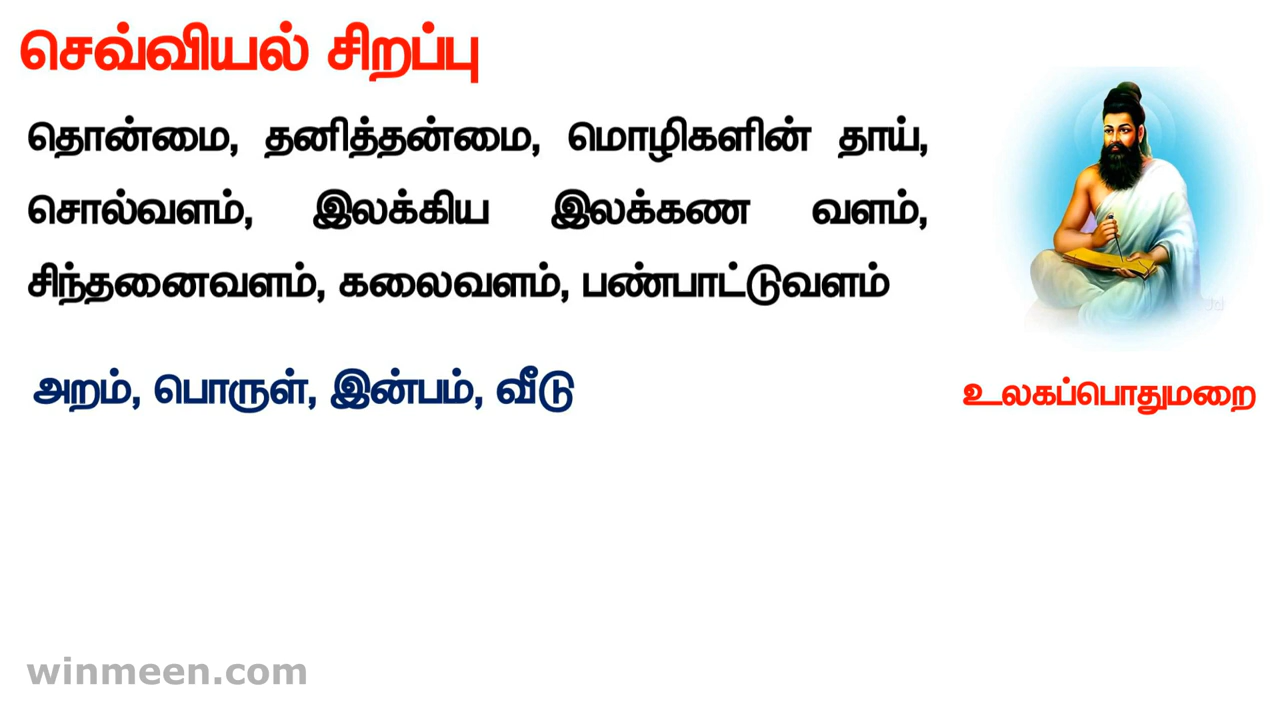 செவ்வியல் சிறப்பு
தொன்மை, தனித்தன்மை, மொழிகளின் தாய்,
சொல்வளம், இலக்கிய இலக்கண வளம்,
சிந்தனைவளம், கலைவளம், பண்பாட்டுவளம்
அறம், பொருள், இன்பம், வீடு
உலகப்பொதுமறை
winmeen.com